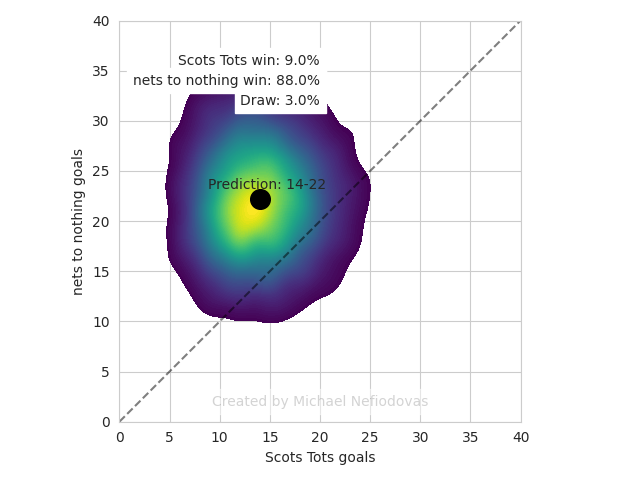 40
35
30
25
20
15
10
5
0
nets to nothing goals
Scots Tots win: 9.0%
nets to nothing win: 88.0%
Draw: 3.0%
Prediction: 14-22
Created by Michael Nefiodovas
0 5 10 15 20 25 30 35 40
Scots Tots goals